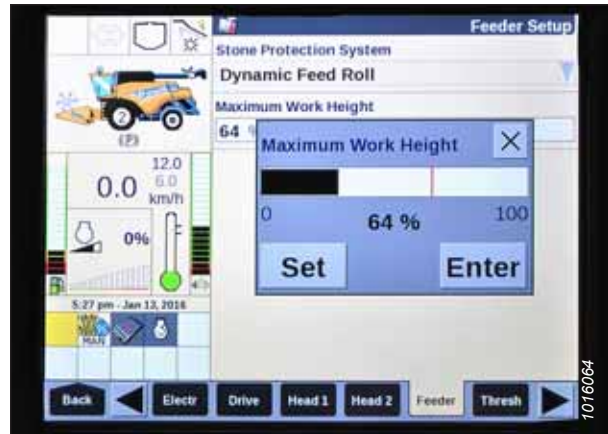 Feeder Setup
Stone Protection System
Dynamic Feed Roll
Maximum Work Height
64 %
Maximum Work Height
0
64 %
100
Set
Enter
2
(P)
0.0
12.0
6.0
km/h
0%
5:27 pm - Jan 13, 2016
MAN
Back
Electr
Drive
Head 1
Head 2
Feeder
Thresh
1016064